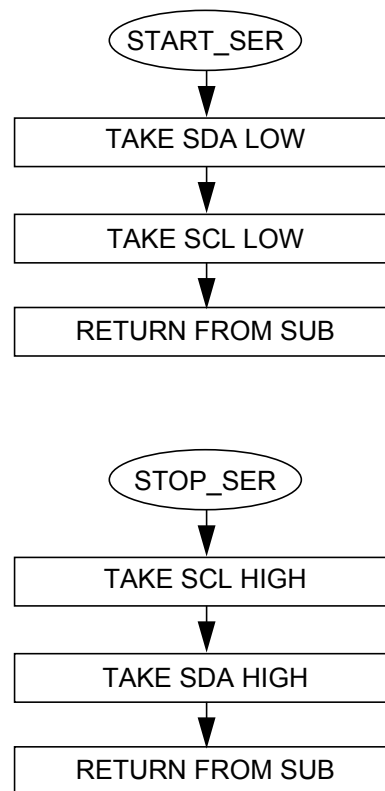 START_SER
TAKE SDA LOW
TAKE SCL LOW
RETURN FROM SUB
STOP_SER
TAKE SCL HIGH
TAKE SDA HIGH
RETURN FROM SUB